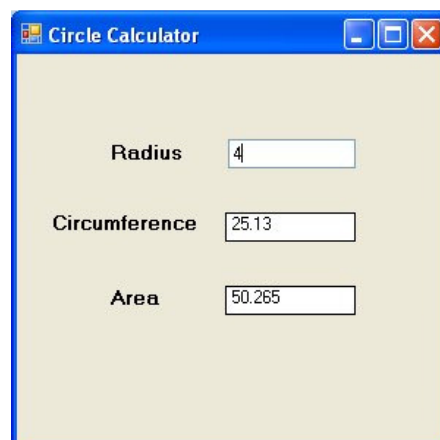 Circle Calculator
Radius 4
Circumference 25.13
Area 50.265